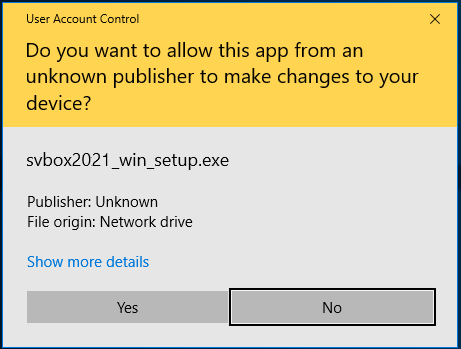 User Account Control
Do you want to allow this app from an
unknown publisher to make changes to your
device?
svbox2021_win_setup.exe
Publisher: Unknown
File origin: Network drive
Show more details
Yes
No